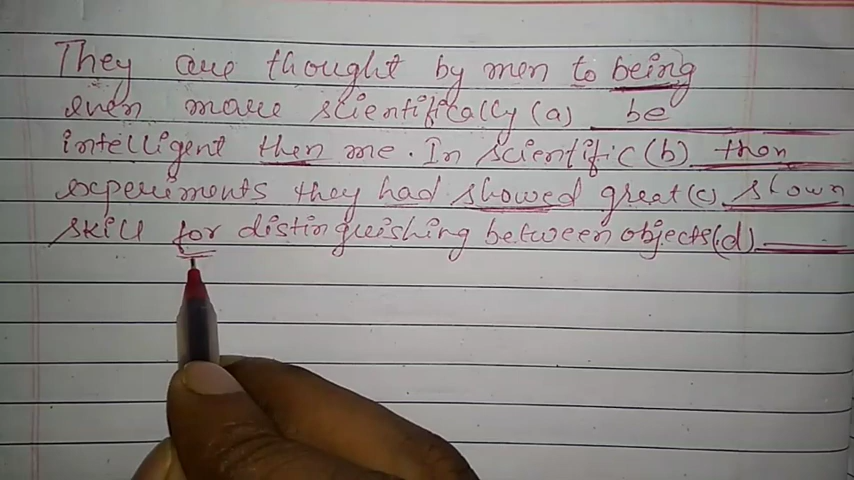 They are thought by men to being
even more scientifically (a) be
intelligent then me. In scientific (b) than
experiments they had showed great (c) shown
skill for distinguishing between objects (d) ____